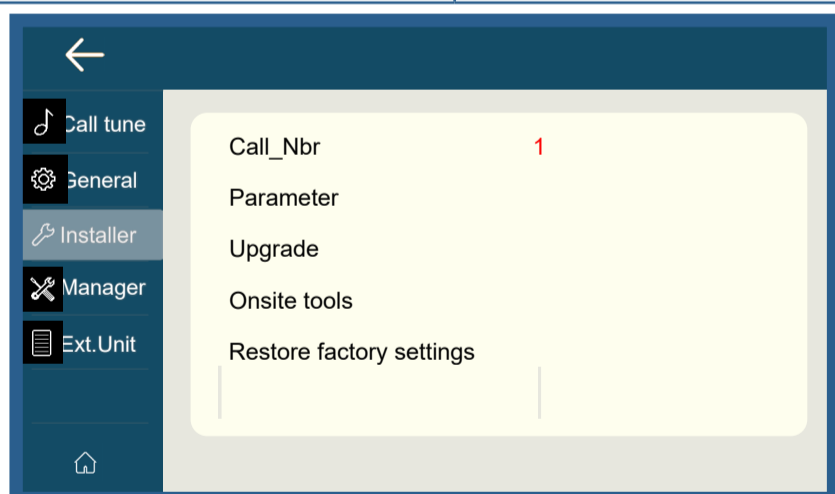 Call tune
General
Installer
Manager
Ext.Unit
Call_Nbr 1
Parameter
Upgrade
Onsite tools
Restore factory settings